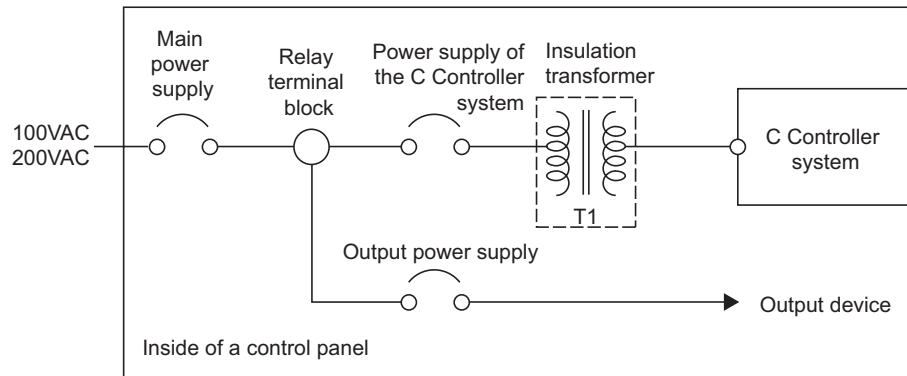 Main
power
supply
Relay
terminal
block
Power supply of
the C Controller
system
Insulation
transformer
100VAC
200VAC
C Controller
system
T1
Output power supply
Output device
Inside of a control panel